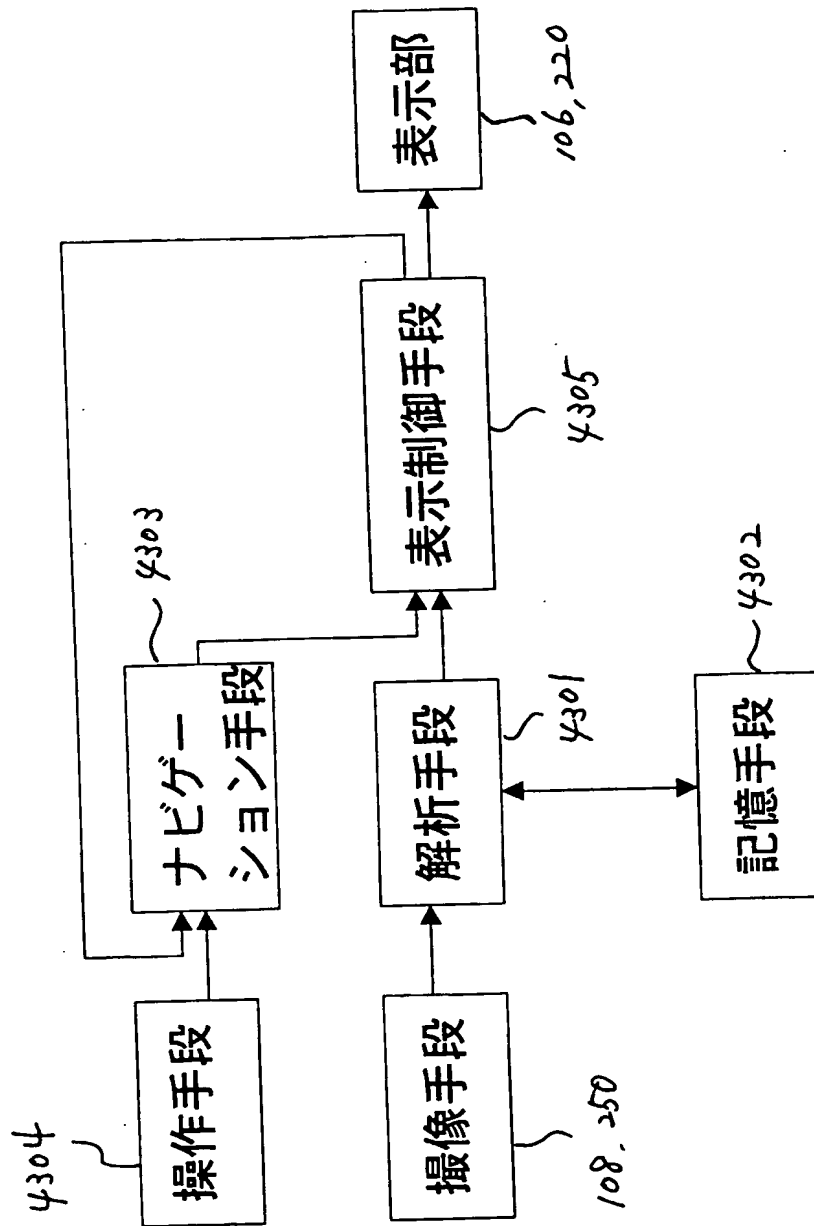 4304
操作手段
ナビゲー
ション手段
4303
撮像手段
108, 250
解析手段
4301
表示制御手段
4305
表示部
106, 220
記憶手段
4302